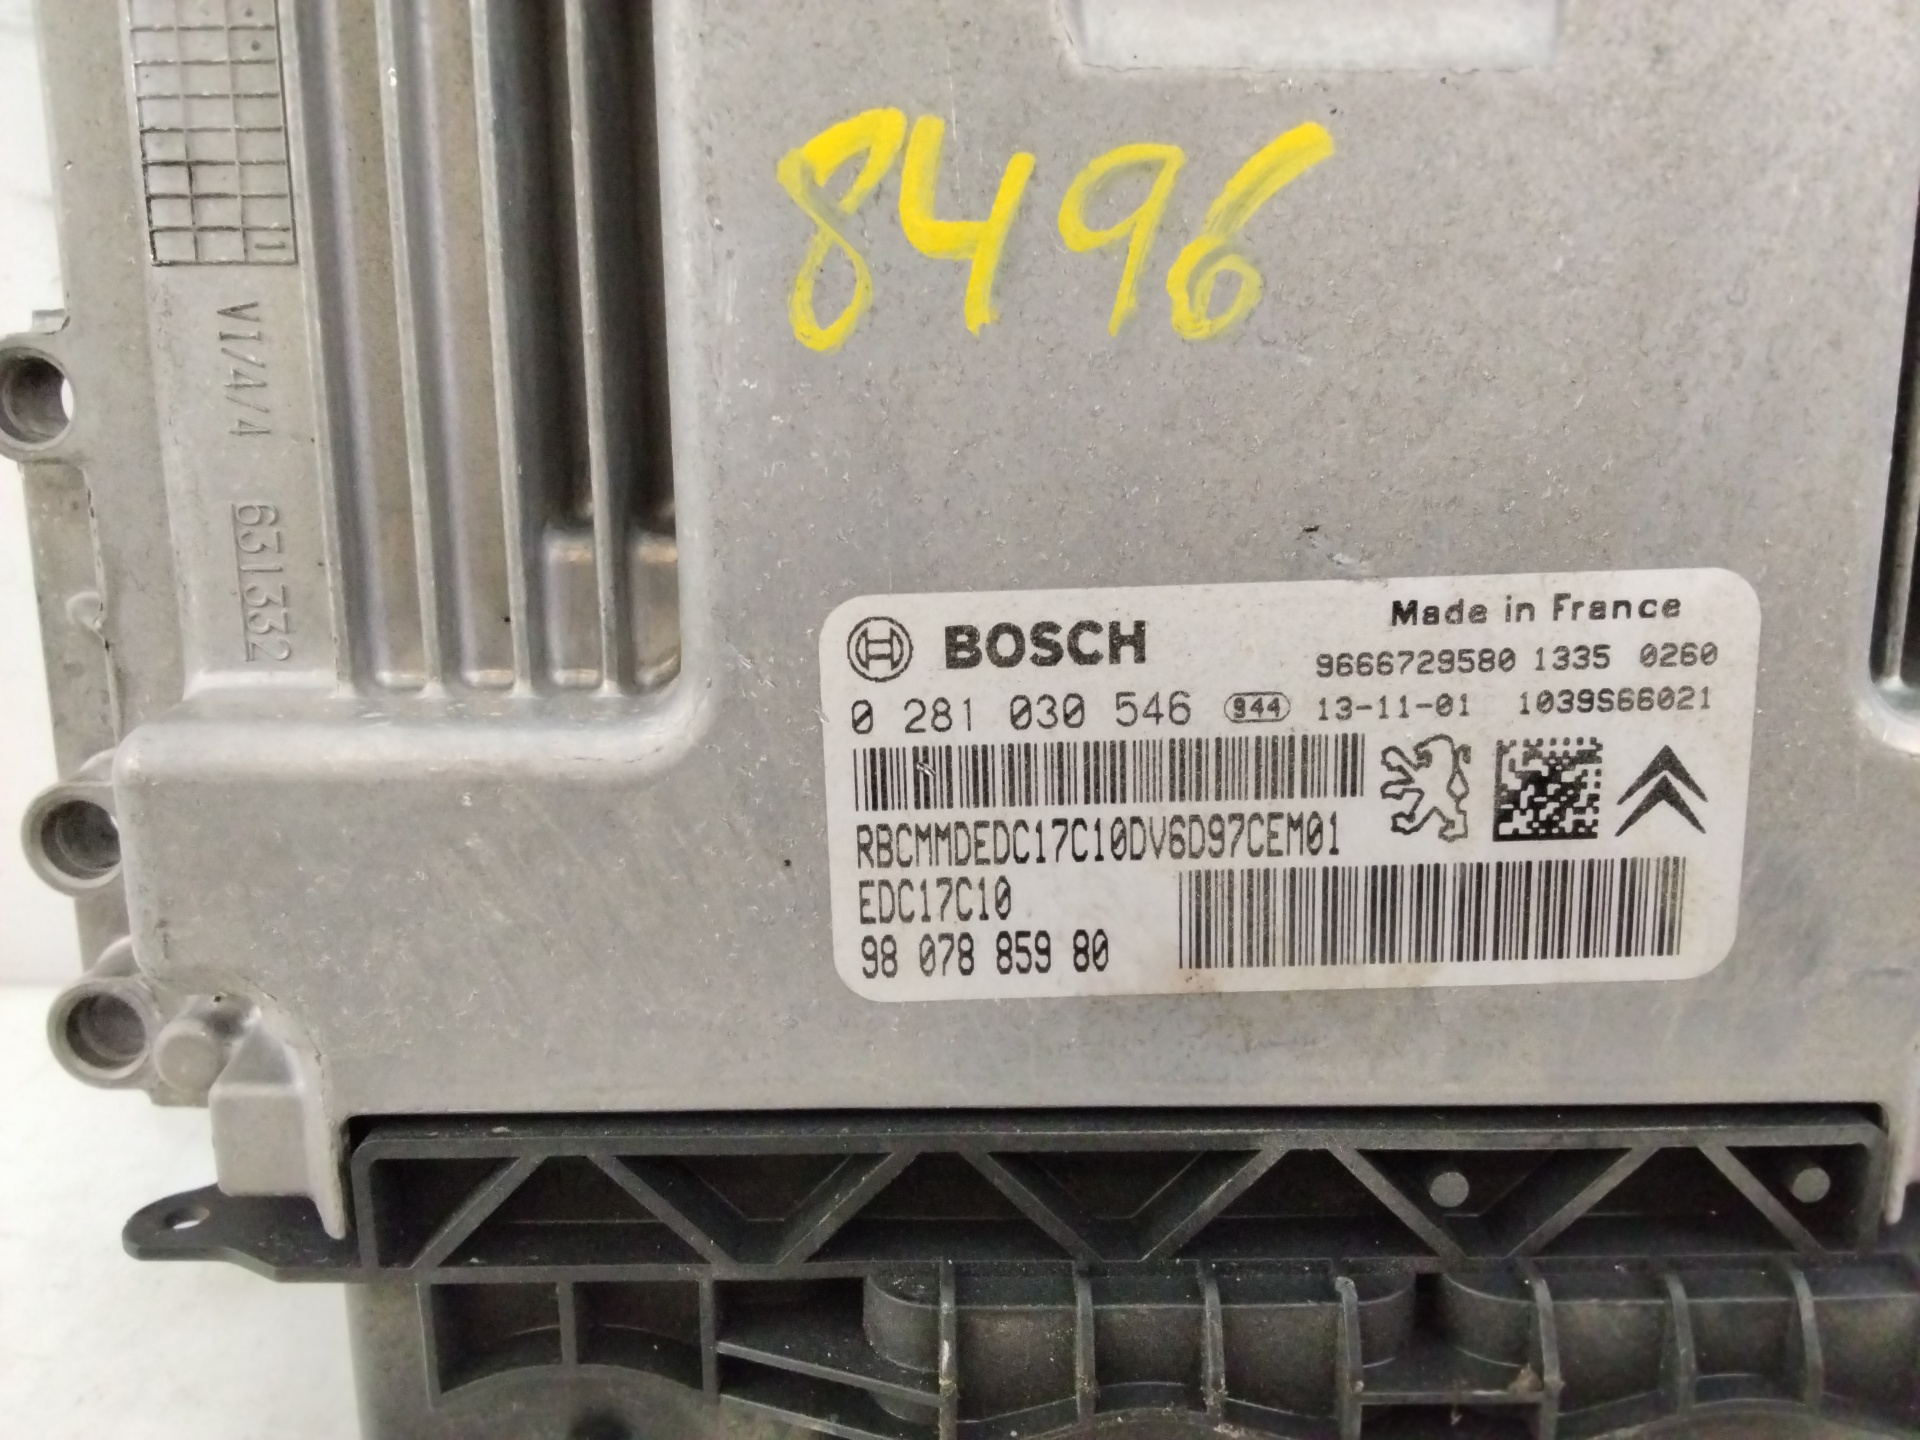 8496
VI/4/4 631332
BOSCH
Made in France
9666729580 1335 0260
0 281 030 546 944 13-11-01 1039S66021
RBCMMDEDC17C10DV6D97CEM01
EDC17C10
98 078 859 80